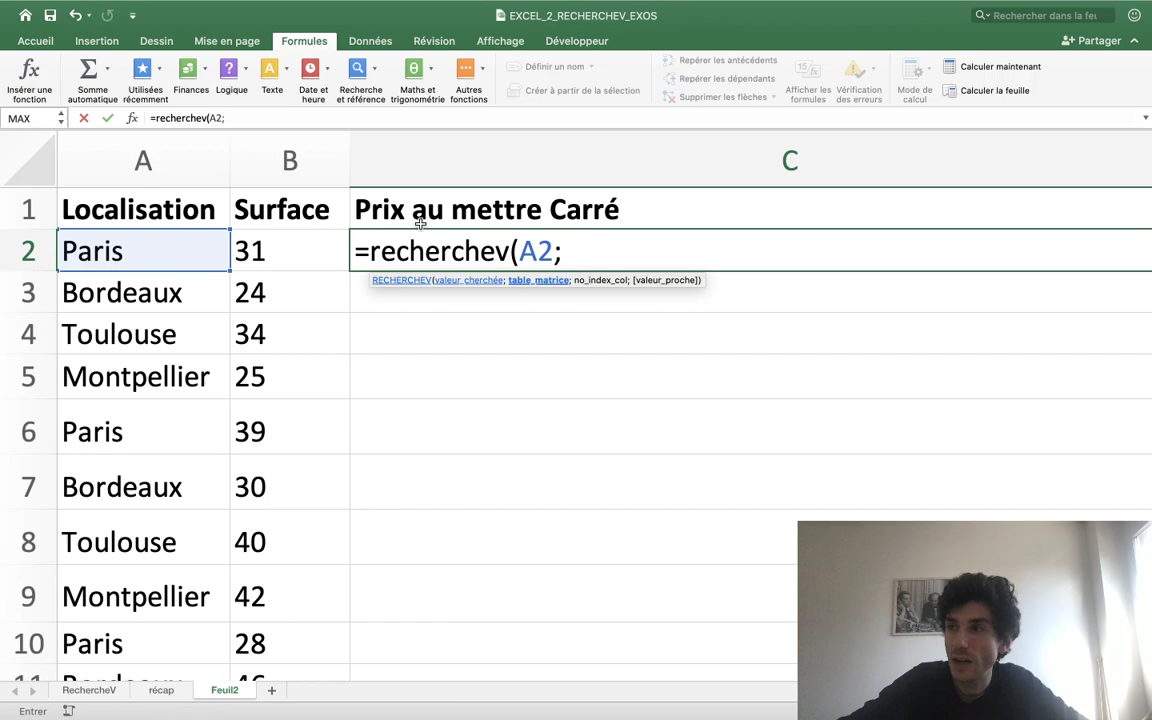 EXCEL_2_RECHERCHEV_EXOS
Rechercher dans la feu
Accueil Insertion Dessin Mise en page Formules Données Révision Affichage Développeur Partager
fx Insérer une fonction
Somme automatique
Utilisées récemment
Finances
Logique
Texte
Date et heure
Recherche et référence
Maths et trigonométrie
Autres fonctions
Définir un nom
Créer à partir de la sélection
Repérer les antécédents
Repérer les dépendants
Supprimer les flèches
Afficher les formules
Vérification des erreurs
Mode de calcul
Calculer maintenant
Calculer la feuille
MAX fx =recherchev(A2;
A B C
1 Localisation Surface Prix au mettre Carré
2 Paris 31 =recherchev(A2;
RECHERCHEV(valeur_cherchée; table_matrice; no_index_col; [valeur_proche])
3 Bordeaux 24
4 Toulouse 34
5 Montpellier 25
6 Paris 39
7 Bordeaux 30
8 Toulouse 40
9 Montpellier 42
10 Paris 28
RechercheV récap Feuil2
Entrer